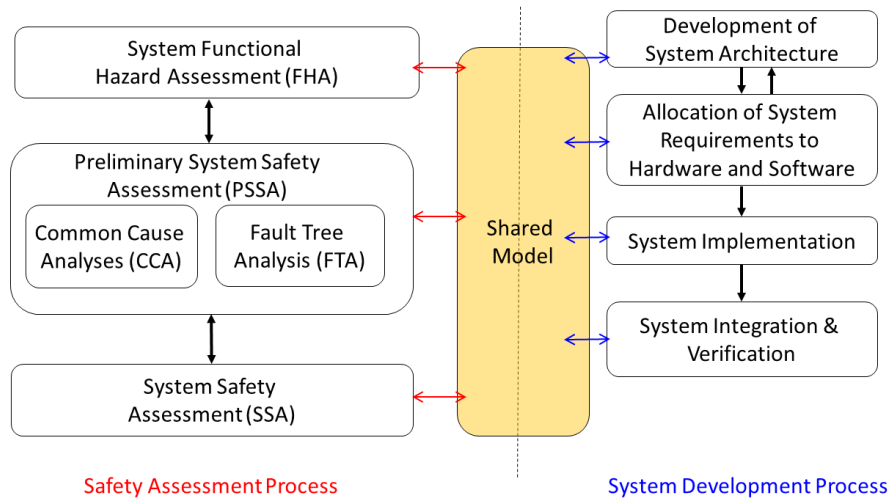 System Functional
Hazard Assessment (FHA)
Preliminary System Safety
Assessment (PSSA)
Common Cause
Analyses (CCA)
Fault Tree
Analysis (FTA)
System Safety
Assessment (SSA)
Safety Assessment Process
Shared
Model
Development of
System Architecture
Allocation of System
Requirements to
Hardware and Software
System Implementation
System Integration &
Verification
System Development Process